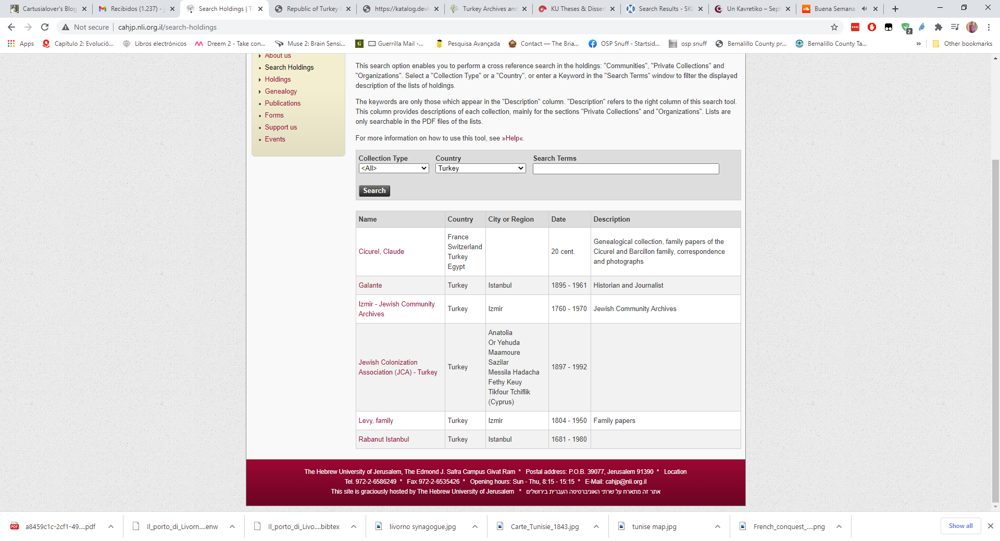 Cartusialover's Blog
Recibidos (1.237) -
Search Holdings | T
Republic of Turkey
https://katalog.devl
Turkey Archives and
KU Theses & Disser
Search Results - SKL
Un Kavretiko – Sep
Buena Semana
Not secure
cahjp.nli.org.il/search-holdings
2
Apps
Capítulo 2: Evolució...
Libros electrónicos
Dreem 2 - Take con...
Muse 2: Brain Sensi...
Guerrilla Mail -...
Pesquisa Avançada
Contact — The Bria...
OSP Snuff - Startsid...
osp snuff
Bernalillo County pr...
Bernalillo County Ta...
»
Other bookmarks
About us
Search Holdings
Holdings
Genealogy
Publications
Forms
Support us
Events
This search option enables you to perform a cross reference search in the holdings: "Communities", "Private Collections" and
"Organizations". Select a "Collection Type" or a "Country", or enter a Keyword in the "Search Terms" window to filter the displayed
description of the lists of holdings.
The keywords are only those which appear in the "Description" column. "Description" refers to the right column of this search tool.
This column provides descriptions of each collection, mainly for the sections "Private Collections" and "Organizations". Lists are
only searchable in the PDF files of the lists.
For more information on how to use this tool, see »Help«.
Collection Type Country Search Terms
<All> Turkey
Search
Name Country City or Region Date Description
Cicurel, Claude
France
Switzerland
Turkey
Egypt
20 cent.
Genealogical collection, family papers of the
Cicurel and Barcillon family, correspondence
and photographs
Galante Turkey Istanbul 1895 - 1961 Historian and Journalist
Izmir - Jewish Community
Archives
Turkey Izmir 1760 - 1970 Jewish Community Archives
Jewish Colonization
Association (JCA) - Turkey
Turkey
Anatolia
Or Yehuda
Maamoure
Sazilar
Messila Hadacha
Fethy Keuy
Tikfour Tchiflik
(Cyprus)
1897 - 1992
Levy, family Turkey Izmir 1804 - 1950 Family papers
Rabanut Istanbul Turkey Istanbul 1681 - 1980
The Hebrew University of Jerusalem, The Edmond J. Safra Campus Givat Ram * Postal address: P.O.B. 39077, Jerusalem 91390 * Location
Tel. 972-2-6586249 * Fax 972-2-6535426 * Opening hours: Sun - Thu, 8:15 - 15:15 * E-Mail: cahjp@nli.org.il
This site is graciously hosted by The Hebrew University of Jerusalem * אתר זה מתארח על שרתי האוניברסיטה העברית בירושלים
PDF
a8459c1c-2cf1-49....pdf
Il_porto_di_Livorn....enw
Il_porto_di_Livo....bibtex
livorno synagogue.jpg
Carte_Tunisie_1843.jpg
tunise map.jpg
French_conquest_....png
Show all